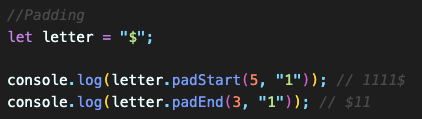 //Padding
let letter = "$";
console.log(letter.padStart(5, "1")); // 1111$
console.log(letter.padEnd(3, "1")); // $11